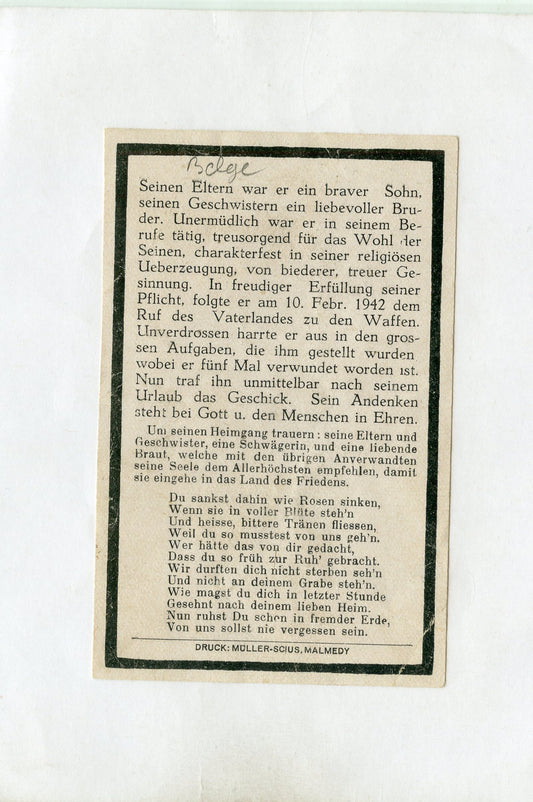 Belge
Seinen Eltern war er ein braver Sohn,
seinen Geschwistern ein liebevoller Bru-
der. Unermüdlich war er in seinem Be-
rufe tätig, treusorgend für das Wohl der
Seinen, charakterfest in seiner religiösen
Ueberzeugung, von biederer, treuer Ge-
sinnung. In freudiger Erfüllung seiner
Pflicht, folgte er am 10. Febr. 1942 dem
Ruf des Vaterlandes zu den Waffen.
Unverdrossen harrte er aus in den gros-
sen Aufgaben, die ihm gestellt wurden
wobei er fünf Mal verwundet worden ist.
Nun traf ihn unmittelbar nach seinem
Urlaub das Geschick. Sein Andenken
steht bei Gott u. den Menschen in Ehren.
Um seinen Heimgang trauern: seine Eltern und
Geschwister, eine Schwägerin, und eine liebende
Braut, welche mit den übrigen Anverwandten
seine Seele dem Allerhöchsten empfehlen, damit
sie eingehe in das Land des Friedens.
Du sankst dahin wie Rosen sinken,
Wenn sie in voller Blüte steh'n
Und heisse, bittere Tränen fliessen,
Weil du so musstest von uns geh'n.
Wer hätte das von dir gedacht,
Dass du so früh zur Ruh' gebracht.
Wir durften dich nicht sterben seh'n
Und nicht an deinem Grabe steh'n.
Wie magst du dich in letzter Stunde
Gesehnt nach deinem lieben Heim.
Nun ruhst Du schon in fremder Erde,
Von uns sollst nie vergessen sein.
DRUCK: MÜLLER-SCIUS, MALMEDY